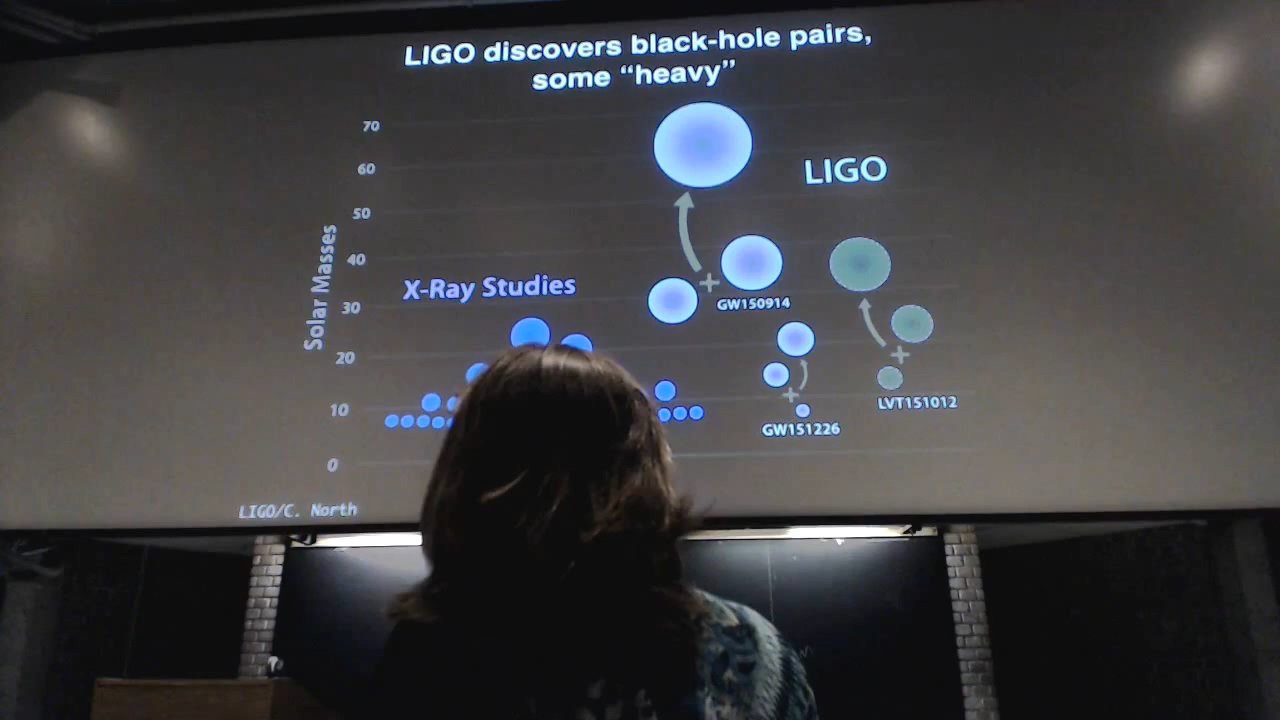 LIGO discovers black-hole pairs,
some “heavy”
70
60
50
40
30
20
10
0
Solar Masses
LIGO
X-Ray Studies
GW150914
LVT151012
GW151226
LIGO/C. North